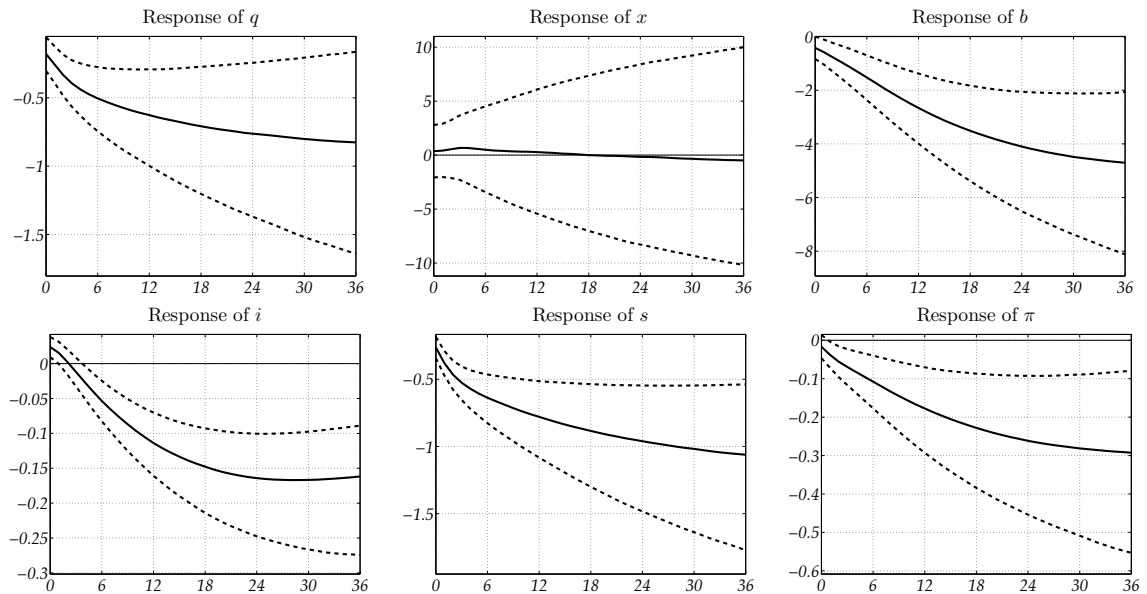 Response of q
Response of x
Response of b
−0.5
−1
−1.5
0 6 12 18 24 30 36
10
5
0
−5
−10
0 6 12 18 24 30 36
0
−2
−4
−6
−8
0 6 12 18 24 30 36
Response of i
Response of s
Response of π
0
−0.05
−0.1
−0.15
−0.2
−0.25
−0.3
0 6 12 18 24 30 36
−0.5
−1
−1.5
0 6 12 18 24 30 36
0
−0.1
−0.2
−0.3
−0.4
−0.5
−0.6
0 6 12 18 24 30 36